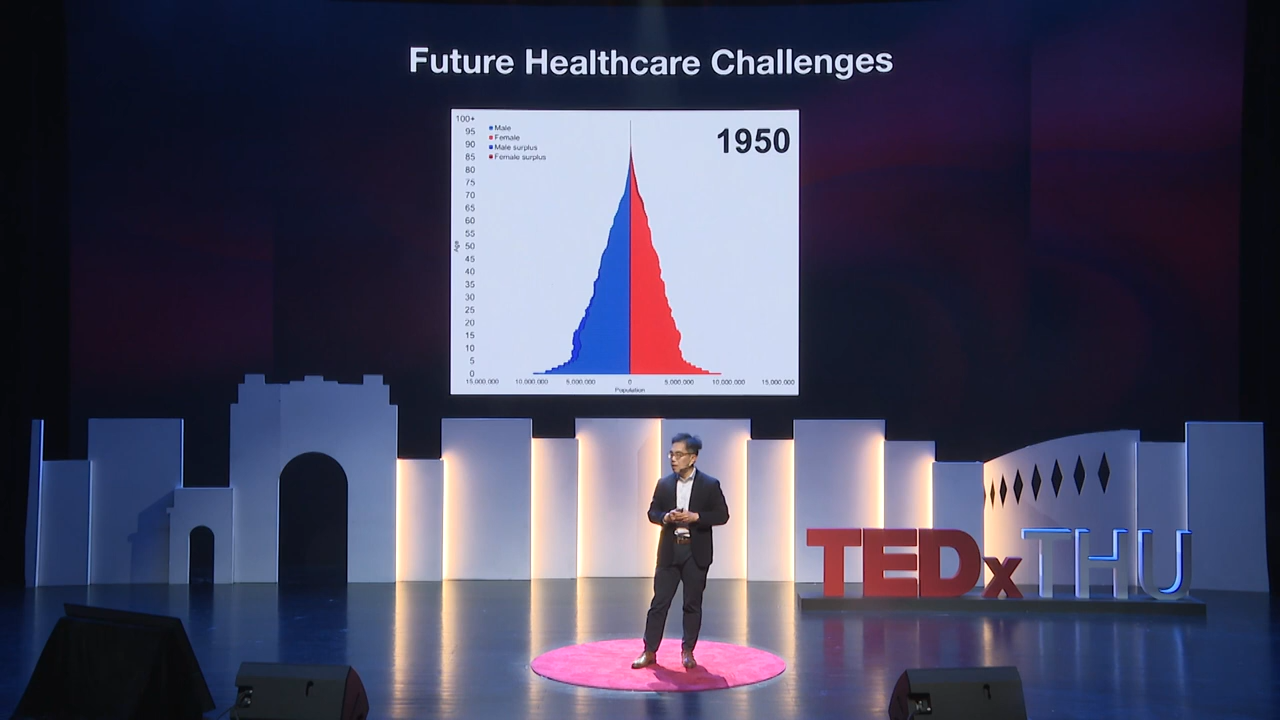 Future Healthcare Challenges
1950
Male
Female
Male surplus
Female surplus
100+
95
90
85
80
75
70
65
60
55
50
45
40
35
30
25
20
15
10
5
0
Age
15,000,000 10,000,000 5,000,000 0 5,000,000 10,000,000 15,000,000
Population
TEDxTHU